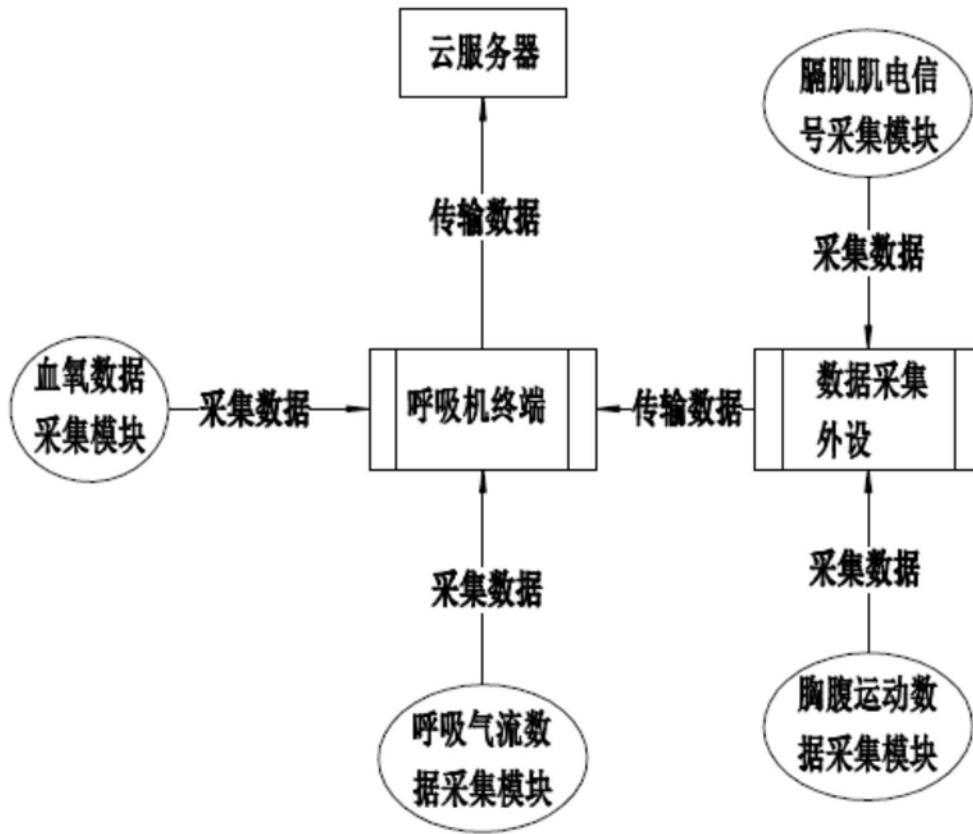 云服务器
膈肌肌电信
号采集模块
传输数据
采集数据
血氧数据
采集模块
采集数据
呼吸机终端
传输数据
数据采集
外设
采集数据
采集数据
呼吸气流数
据采集模块
胸腹运动数
据采集模块